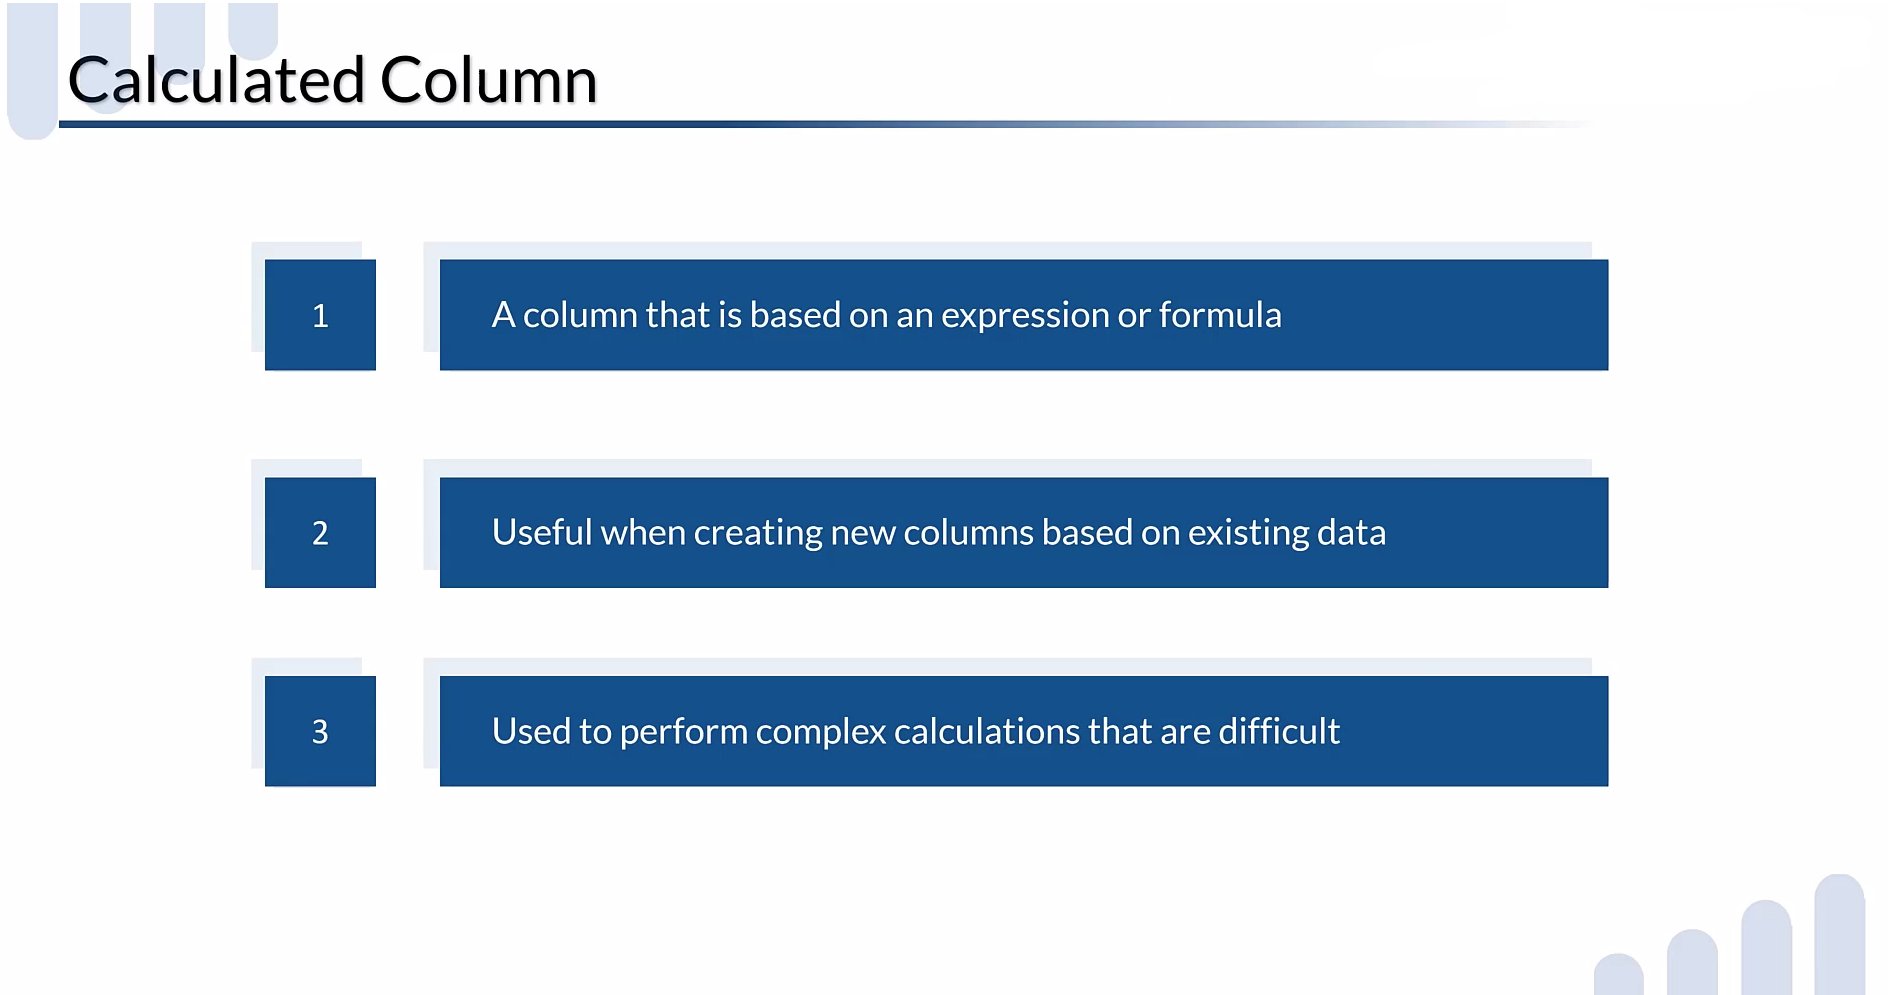 Calculated Column
1
A column that is based on an expression or formula
2
Useful when creating new columns based on existing data
3
Used to perform complex calculations that are difficult